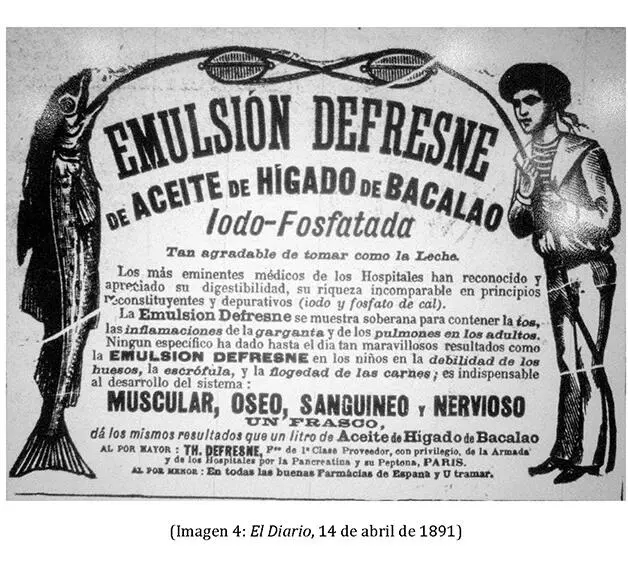 EMULSIÓN DEFRESNE
DE ACEITE DE HÍGADO DE BACALAO
Iodo-Fosfatada
Tan agradable de tomar como la Leche.
Los más eminentes médicos de los Hospitales han reconocido y
apreciado su digestibilidad, su riqueza incomparable en principios
reconstituyentes y depurativos (iodo y fosfato de cal).
La Emulsion Defresne se muestra soberana para contener la tos,
las inflamaciones de la garganta y de los pulmones en los adultos.
Ningun específico ha dado hasta el dia tan maravillosos resultados como
la EMULSION DEFRESNE en los niños en la debilidad de los
huesos, la escrófula, y la flogedad de las carnes; es indispensable
al desarrollo del sistema:
MUSCULAR, OSEO, SANGUINEO Y NERVIOSO
UN FRASCO,
dá los mismos resultados que un litro de Aceite de Higado de Bacalao
AL POR MAYOR: TH. DEFRESNE, Fco de 1ª Clase Proveedor, con privilegio, de la Armada
y de los Hospitales por la Pancreatina y su Peptona, PARIS.
AL POR MENOR: En todas las buenas Farmácias de Espana y U tramar.
(Imagen 4: El Diario, 14 de abril de 1891)